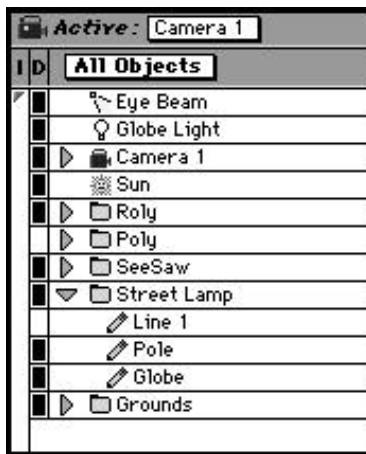 Active: Camera 1
I D All Objects
Eye Beam
Globe Light
Camera 1
Sun
Roly
Poly
SeeSaw
Street Lamp
Line 1
Pole
Globe
Grounds